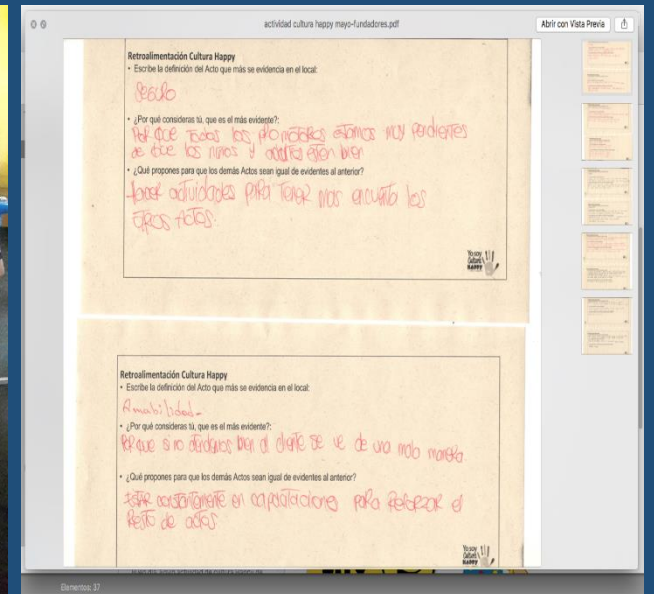 actividad cultura happy mayo-fundadores.pdf
Abrir con Vista Previa
Retroalimentación Cultura Happy
• Escribe la definición del Acto que más se evidencia en el local:
Seguro
• ¿Por qué consideras tú, que es el más evidente?:
Por que todos los promotores estamos muy pendientes
de que los niños y adultos esten bien
• ¿Qué propones para que los demás Actos sean igual de evidentes al anterior?
Hacer actividades para tener mas encuenta los
otros actos.
Yo soy
Cultura
HAPPY
Retroalimentación Cultura Happy
• Escribe la definición del Acto que más se evidencia en el local:
Amabilidad-
• ¿Por qué consideras tú, que es el más evidente?:
Porque si no atendemos bien al cliente se ve de una mala manera.
• ¿Qué propones para que los demás Actos sean igual de evidentes al anterior?
Estar constantemente en capacitaciones para Reforzar el
Resto de actos
Yo soy
Cultura
HAPPY
Elementos: 37